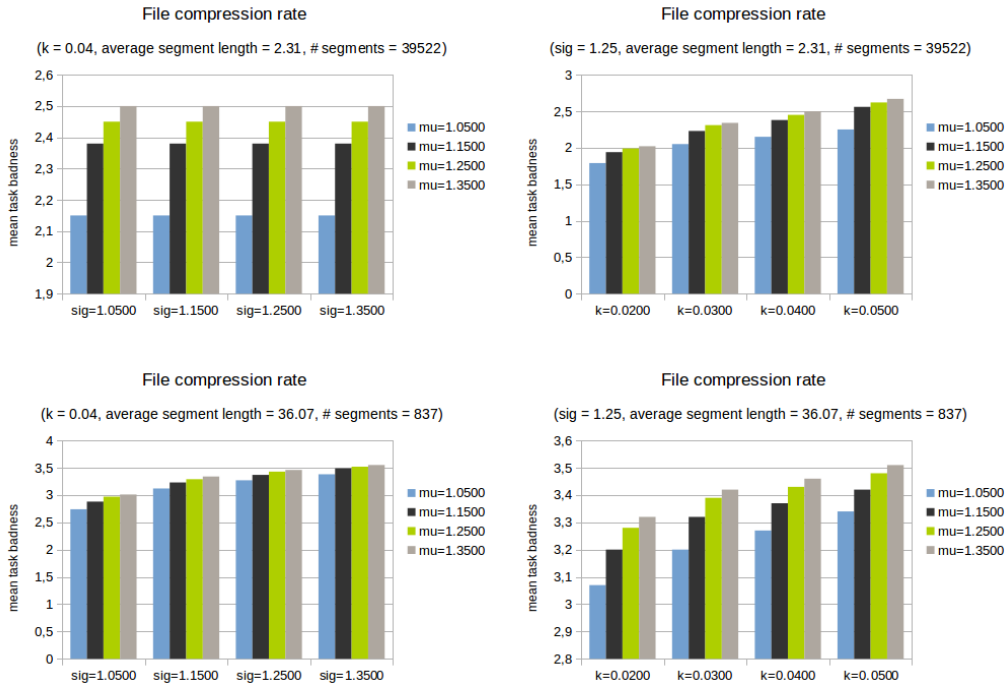 File compression rate
(k = 0.04, average segment length = 2.31, # segments = 39522)
2,6
2,5
2,4
2,3
2,2
2,1
2
1,9
mean task badness
sig=1.0500 sig=1.1500 sig=1.2500 sig=1.3500
mu=1.0500
mu=1.1500
mu=1.2500
mu=1.3500
File compression rate
(sig = 1.25, average segment length = 2.31, # segments = 39522)
3
2,5
2
1,5
1
0,5
0
mean task badness
k=0.0200 k=0.0300 k=0.0400 k=0.0500
mu=1.0500
mu=1.1500
mu=1.2500
mu=1.3500
File compression rate
(k = 0.04, average segment length = 36.07, # segments = 837)
4
3,5
3
2,5
2
1,5
1
0,5
0
mean task badness
sig=1.0500 sig=1.1500 sig=1.2500 sig=1.3500
mu=1.0500
mu=1.1500
mu=1.2500
mu=1.3500
File compression rate
(sig = 1.25, average segment length = 36.07, # segments = 837)
3,6
3,5
3,4
3,3
3,2
3,1
3
2,9
2,8
mean task badness
k=0.0200 k=0.0300 k=0.0400 k=0.0500
mu=1.0500
mu=1.1500
mu=1.2500
mu=1.3500